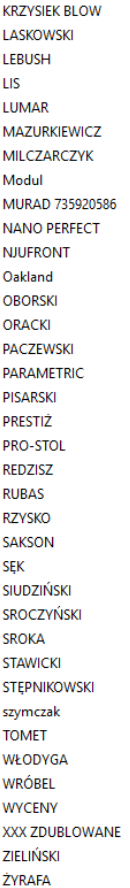 KRZYSIEK BLOW
LASKOWSKI
LEBUSH
LIS
LUMAR
MAZURKIEWICZ
MILCZARCZYK
Modul
MURAD 735920586
NANO PERFECT
NJUFRONT
Oakland
OBORSKI
ORACKI
PACZEWSKI
PARAMETRIC
PISARSKI
PRESTIŻ
PRO-STOL
REDZISZ
RUBAS
RZYSKO
SAKSON
SĘK
SIUDZIŃSKI
SROCZYŃSKI
SROKA
STAWICKI
STĘPNIKOWSKI
szymczak
TOMET
WŁODYGA
WRÓBEL
WYCENY
XXX ZDUBLOWANE
ZIELIŃSKI
ŻYRAFA